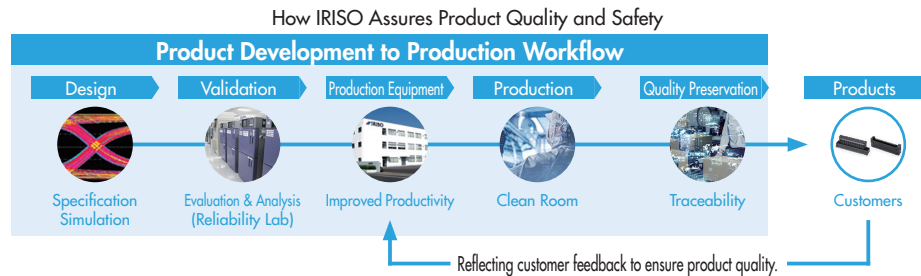 How IRISO Assures Product Quality and Safety
Product Development to Production Workflow
Design
Validation
Production Equipment
Production
Quality Preservation
Products
IRISO
Specification
Simulation
Evaluation & Analysis
(Reliability Lab)
Improved Productivity
Clean Room
Traceability
Customers
Reflecting customer feedback to ensure product quality.